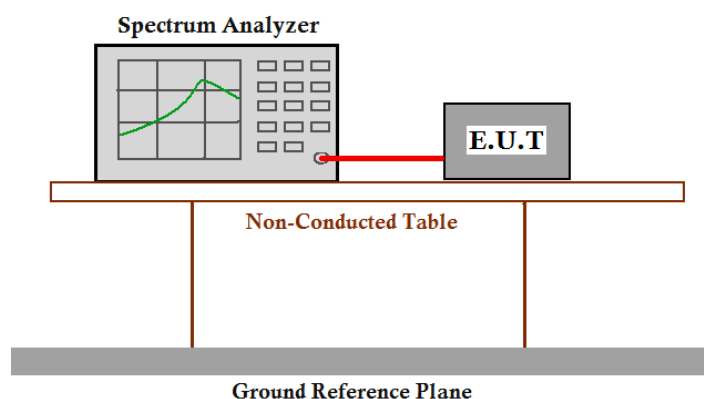 Spectrum Analyzer
E.U.T
Non-Conducted Table
Ground Reference Plane